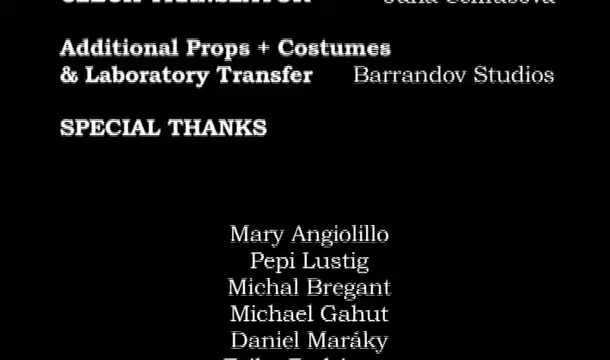 Additional Props + Costumes
& Laboratory Transfer Barrandov Studios
SPECIAL THANKS
Mary Angiolillo
Pepi Lustig
Michal Bregant
Michael Gahut
Daniel Maráky